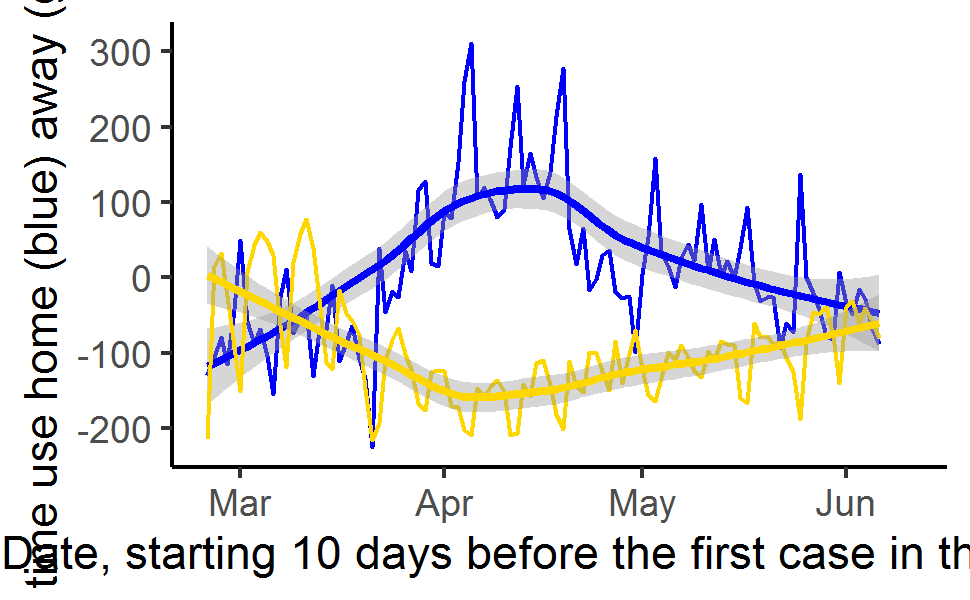 time use home (blue) away (
300
200
100
0
-100
-200
Mar Apr May Jun
Date, starting 10 days before the first case in th